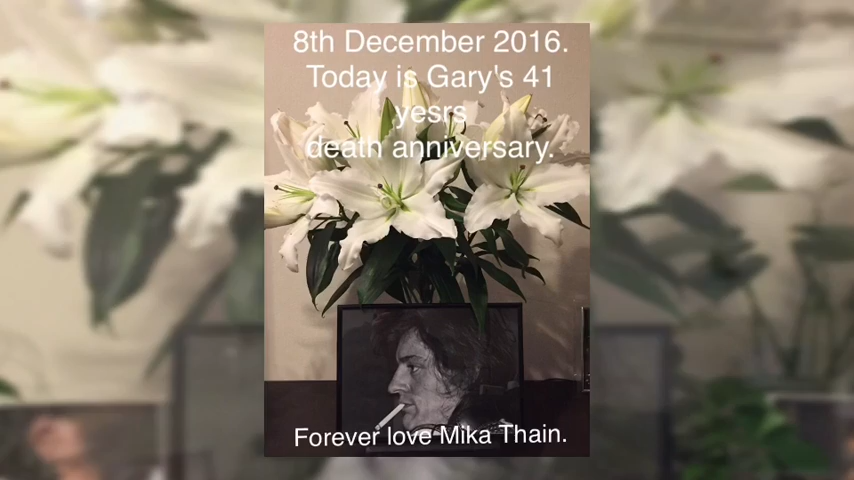 8th December 2016.
Today is Gary's 41
yesrs
death anniversary.
Forever love Mika Thain.